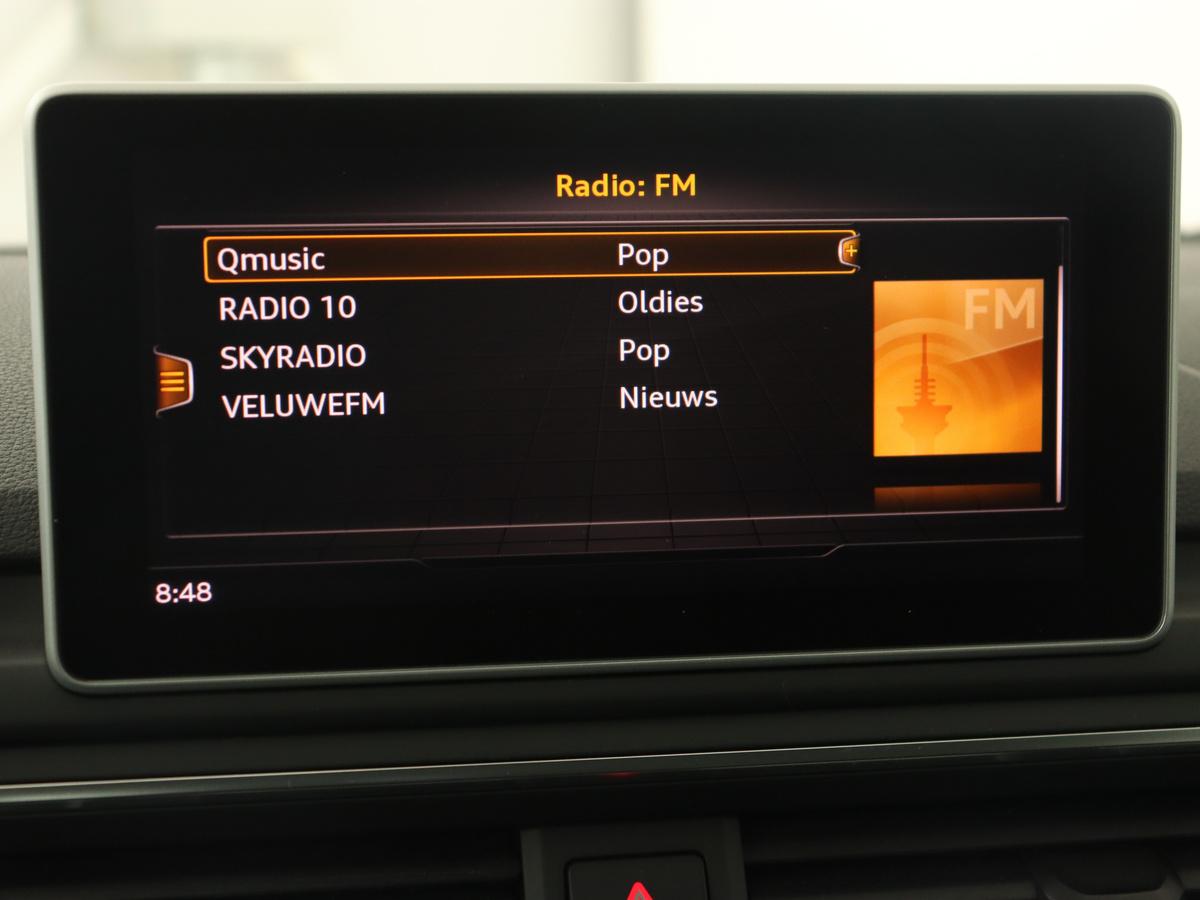 Radio: FM
Qmusic Pop
RADIO 10 Oldies
SKYRADIO Pop
VELUWEFM Nieuws
FM
8:48